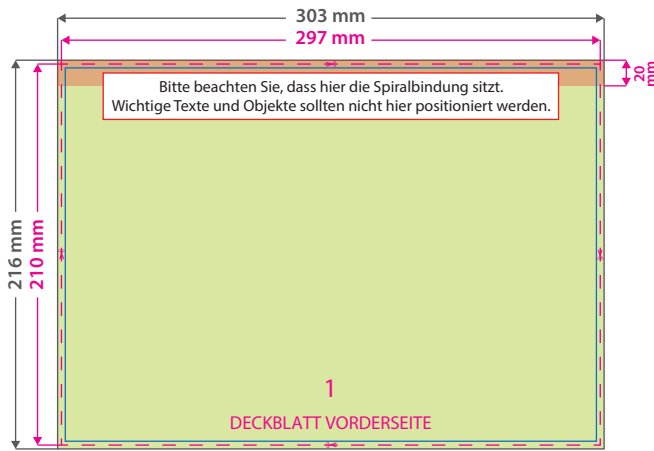 303 mm
297 mm
20
mm
Bitte beachten Sie, dass hier die Spiralbindung sitzt.
Wichtige Texte und Objekte sollten nicht hier positioniert werden.
216 mm
210 mm
1
DECKBLATT VORDERSEITE